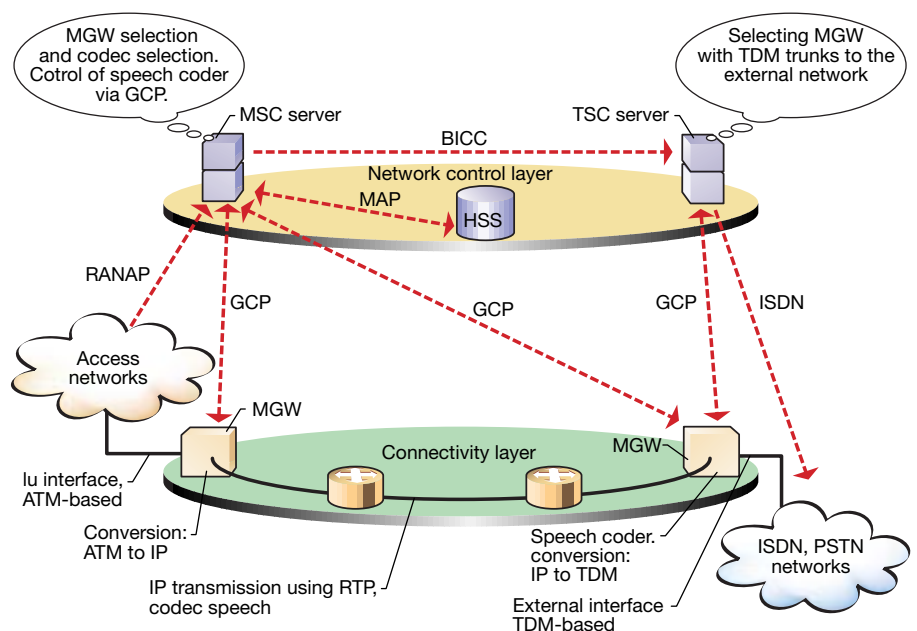 MGW selection
and codec selection.
Cotrol of speech coder
via GCP.
Selecting MGW
with TDM trunks to the
external network
MSC server
TSC server
BICC
Network control layer
MAP
HSS
RANAP
GCP
GCP
GCP
ISDN
Access
networks
MGW
MGW
Connectivity layer
Iu interface,
ATM-based
Conversion:
ATM to IP
Speech coder.
conversion:
IP to TDM
ISDN, PSTN
networks
IP transmission using RTP,
codec speech
External interface
TDM-based